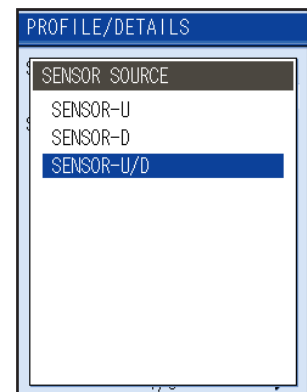 PROFILE/DETAILS
SENSOR SOURCE
SENSOR-U
SENSOR-D
SENSOR-U/D